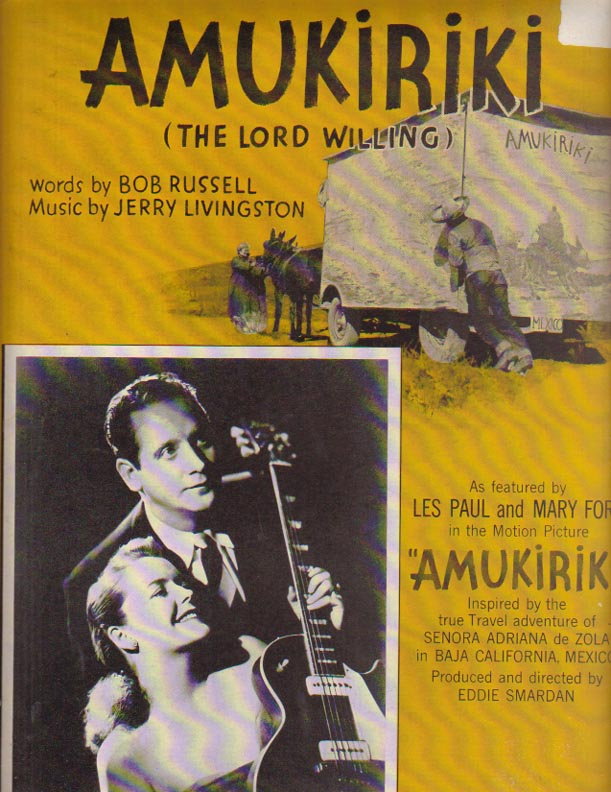 AMUKIRIKI
(THE LORD WILLING)
words by BOB RUSSELL
Music by JERRY LIVINGSTON
AMUKIRIKI
MEXICO
As featured by
LES PAUL and MARY FOR
in the Motion Picture
"AMUKIRIK
Inspired by the
true Travel adventure of
SENORA ADRIANA de ZOLA
in BAJA CALIFORNIA, MEXICO
Produced and directed by
EDDIE SMARDAN